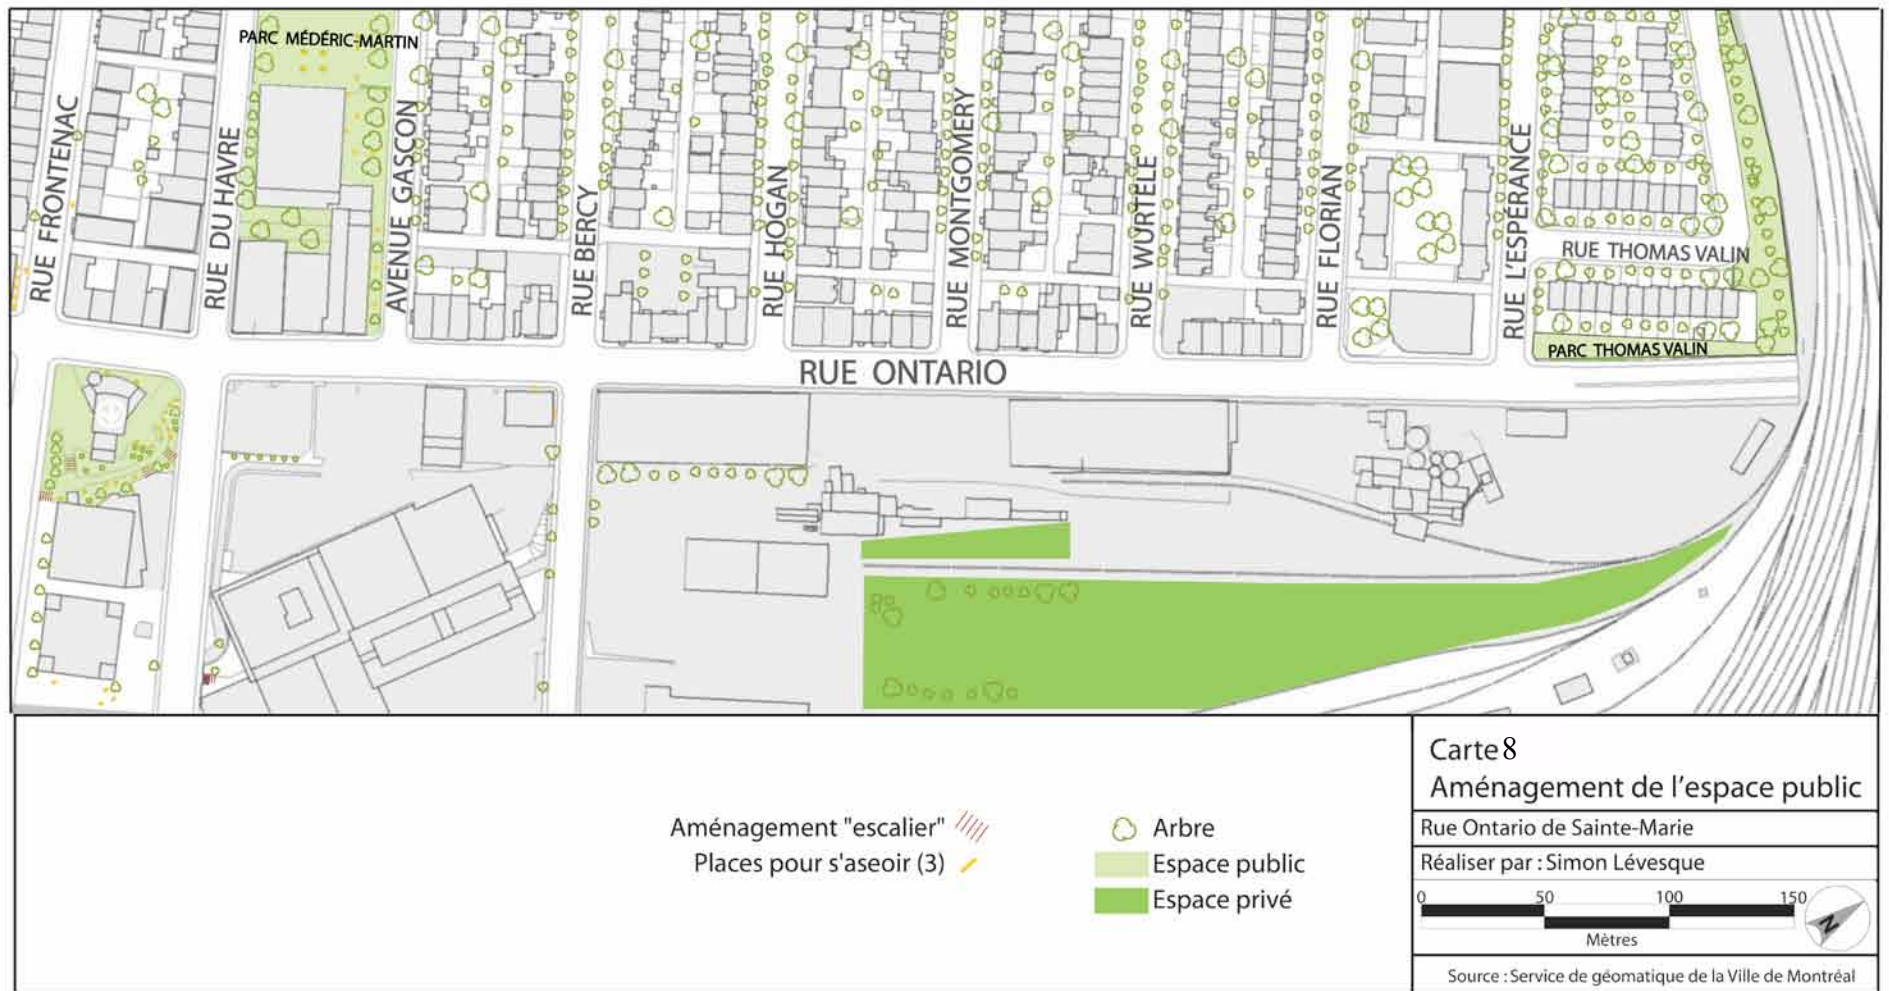 PARC MÉDÉRIC-MARTIN
RUE FRONTENAC
RUE DU HAVRE
AVENUE GASCON
RUE BERCY
RUE HOGAN
RUE MONTGOMERY
RUE WURTELE
RUE FLORIAN
RUE L'ESPÉRANCE
RUE THOMAS VALIN
PARC THOMAS VALIN
RUE ONTARIO
Aménagement "escalier"
Places pour s'aseoir (3)
Arbre
Espace public
Espace privé
Carte 8
Aménagement de l'espace public
Rue Ontario de Sainte-Marie
Réaliser par : Simon Lévesque
0 50 100 150
Mètres
N
Source : Service de géomatique de la Ville de Montréal